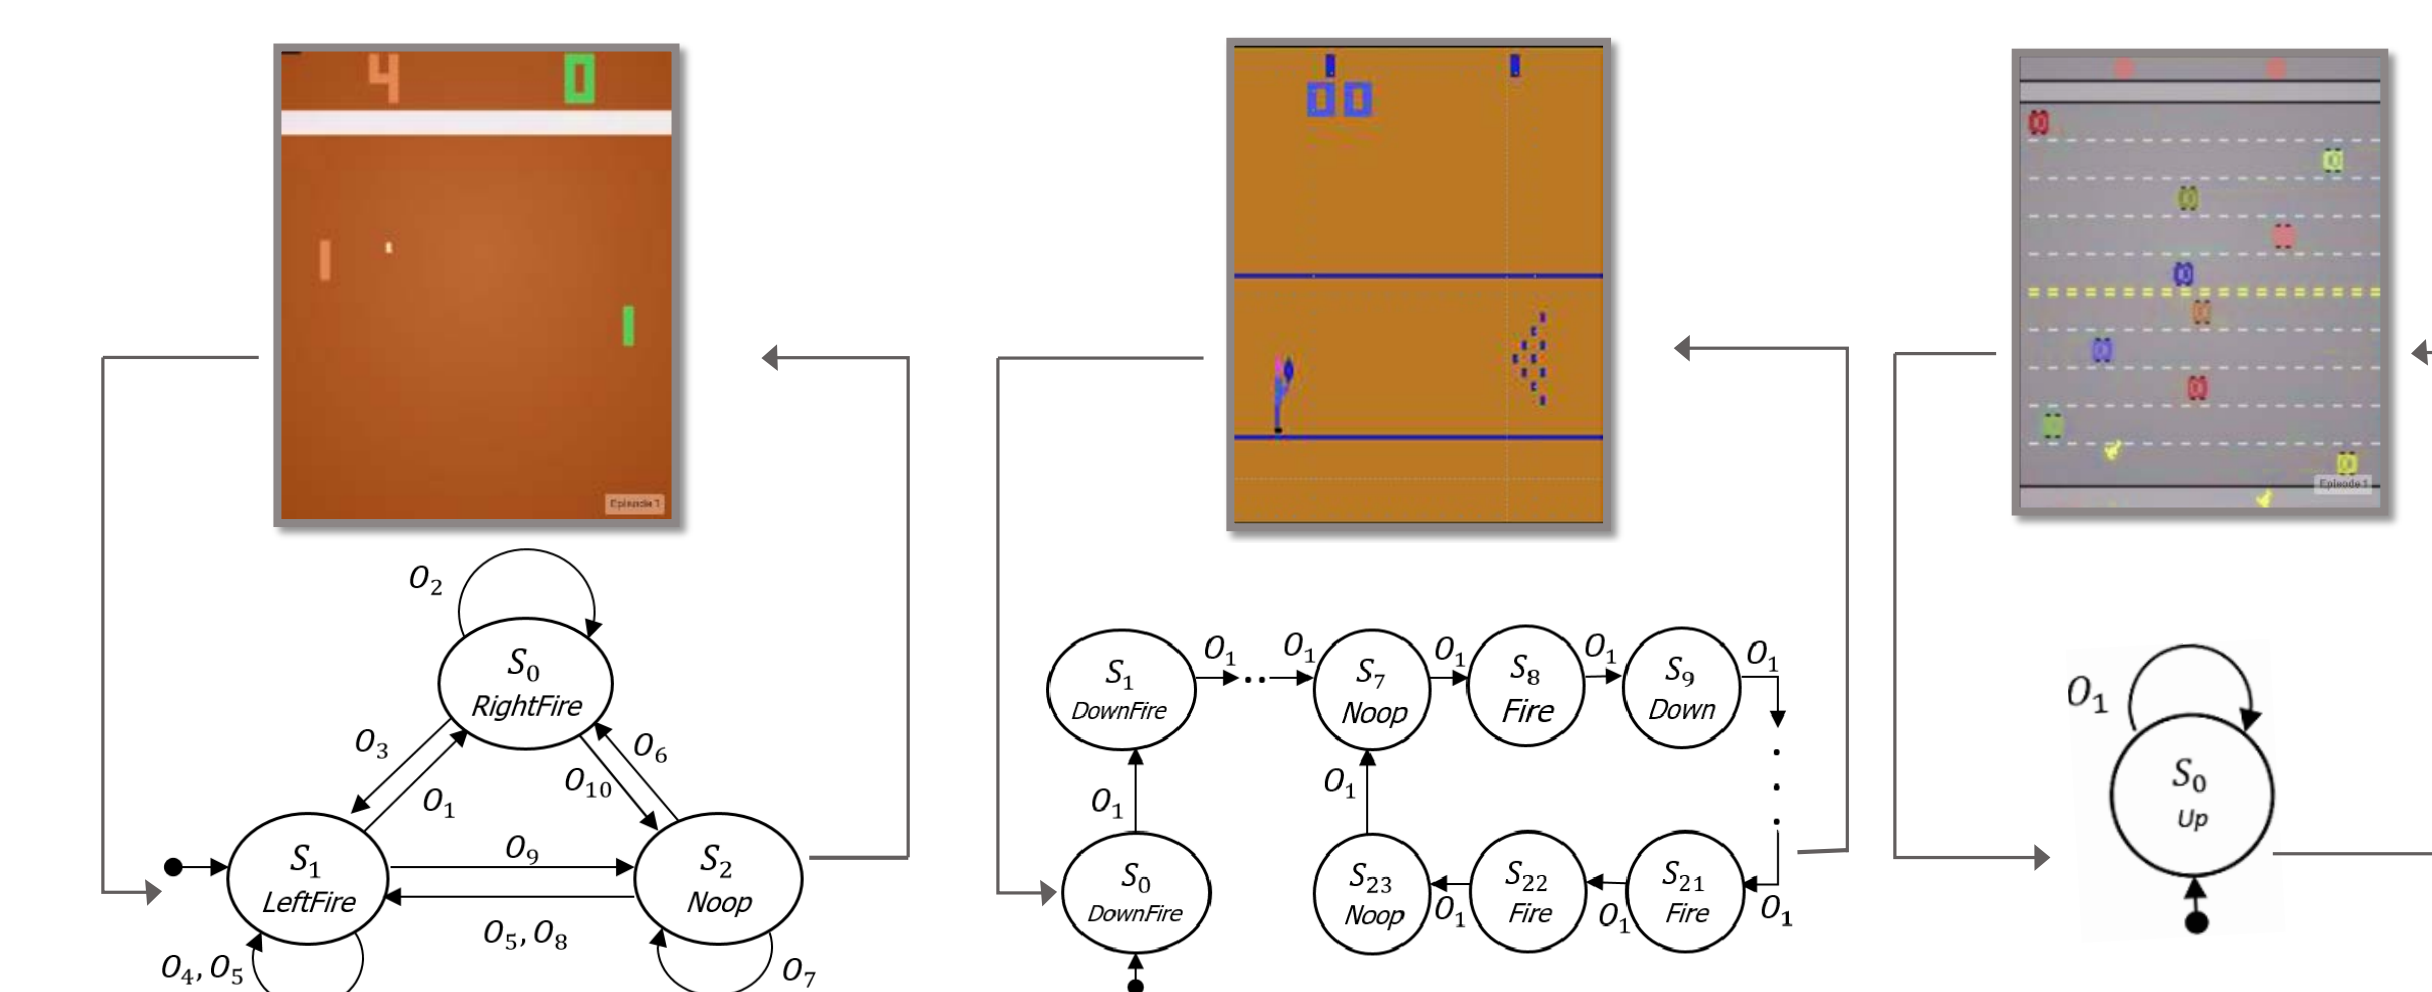 4 0
Episode 1
O₂
S₀
RightFire
O₃
O₁
O₆
O₁₀
S₁
LeftFire
O₉
S₂
Noop
O₅, O₈
O₄, O₅
O₇
00
S₁
DownFire
O₁
O₁
S₇
Noop
O₁
S₈
Fire
O₁
S₉
Down
O₁
O₁
O₁
S₀
DownFire
S₂₃
Noop
O₁
S₂₂
Fire
O₁
S₂₁
Fire
O₁
Episode 1
O₁
S₀
Up